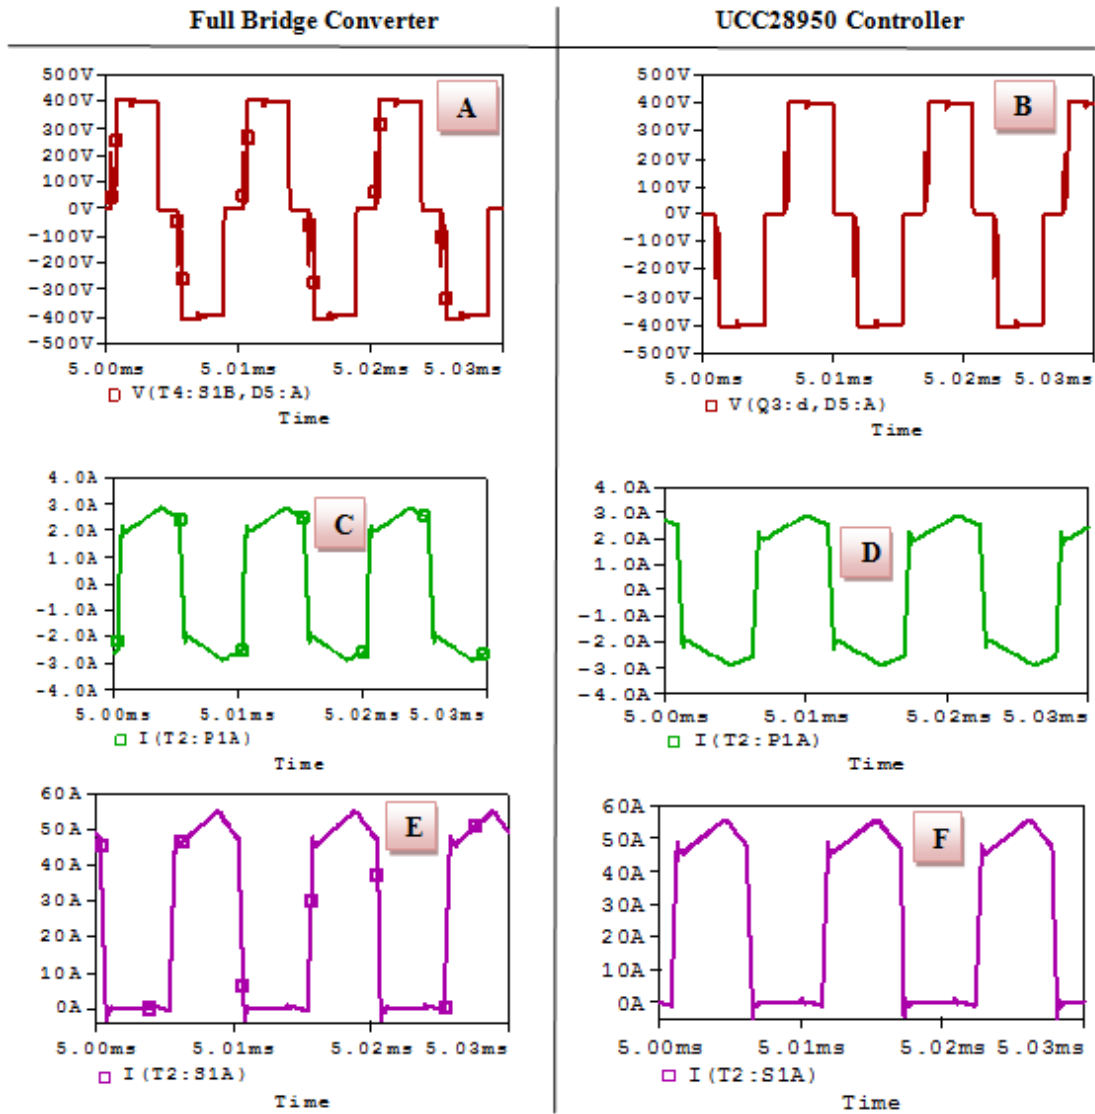 Full Bridge Converter
UCC28950 Controller
500V
400V
300V
200V
100V
0V
-100V
-200V
-300V
-400V
-500V
A
5.00ms
5.01ms
5.02ms
5.03ms
V(T4:S1B,D5:A)
Time
500V
400V
300V
200V
100V
0V
-100V
-200V
-300V
-400V
-500V
B
5.00ms
5.01ms
5.02ms
5.03ms
V(Q3:d,D5:A)
Time
4.0A
3.0A
2.0A
1.0A
0A
-1.0A
-2.0A
-3.0A
-4.0A
C
5.00ms
5.01ms
5.02ms
5.03ms
I(T2:P1A)
Time
4.0A
3.0A
2.0A
1.0A
0A
-1.0A
-2.0A
-3.0A
-4.0A
D
5.00ms
5.01ms
5.02ms
5.03ms
I(T2:P1A)
Time
60A
50A
40A
30A
20A
10A
0A
E
5.00ms
5.01ms
5.02ms
5.03ms
I(T2:S1A)
Time
60A
50A
40A
30A
20A
10A
0A
F
5.00ms
5.01ms
5.02ms
5.03ms
I(T2:S1A)
Time